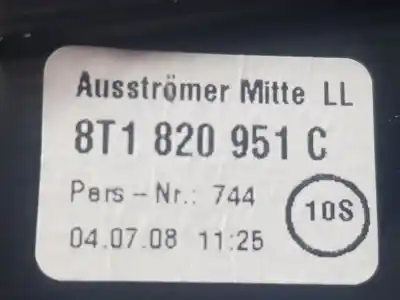 Ausströmer Mitte LL
8T1 820 951 C
Pers - Nr.: 744
10S
04.07.08 11:25